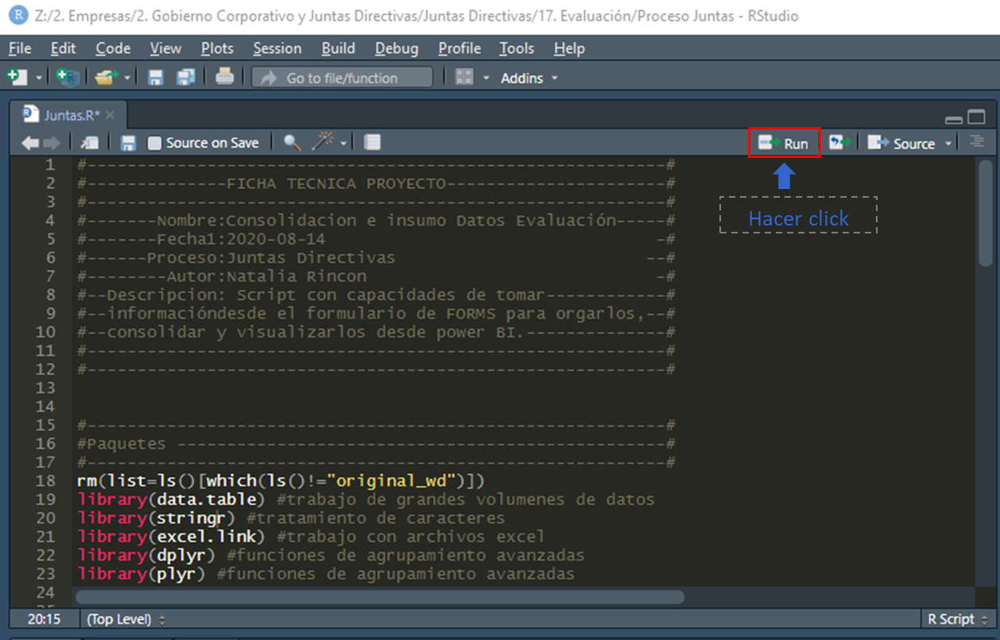 Z:/2. Empresas/2. Gobierno Corporativo y Juntas Directivas/Juntas Directivas/17. Evaluación/Proceso Juntas - RStudio
File Edit Code View Plots Session Build Debug Profile Tools Help
Go to file/function Addins
Juntas.R*
Source on Save Run Source
1 #----------------------------------------------------------#
2 #--------------FICHA TECNICA PROYECTO----------------------#
3 #----------------------------------------------------------#
4 #-------Nombre:Consolidacion e insumo Datos Evaluación-----#
5 #-------Fecha1:2020-08-14                                 -#
6 #------Proceso:Juntas Directivas                         --#
7 #--------Autor:Natalia Rincon                             -#
8 #--Descripcion: Script con capacidades de tomar------------#
9 #--informacióndesde el formulario de FORMS para orgarlos,--#
10 #--consolidar y visualizarlos desde power BI.--------------#
11 #----------------------------------------------------------#
12 #----------------------------------------------------------#
13
14
15 #----------------------------------------------------------#
16 #Paquetes -------------------------------------------------#
17 #----------------------------------------------------------#
18 rm(list=ls()[which(ls()!="original_wd")])
19 library(data.table) #trabajo de grandes volumenes de datos
20 library(stringr) #tratamiento de caracteres
21 library(excel.link) #trabajo con archivos excel
22 library(dplyr) #funciones de agrupamiento avanzadas
23 library(plyr) #funciones de agrupamiento avanzadas
24
Hacer click
20:15 (Top Level) R Script